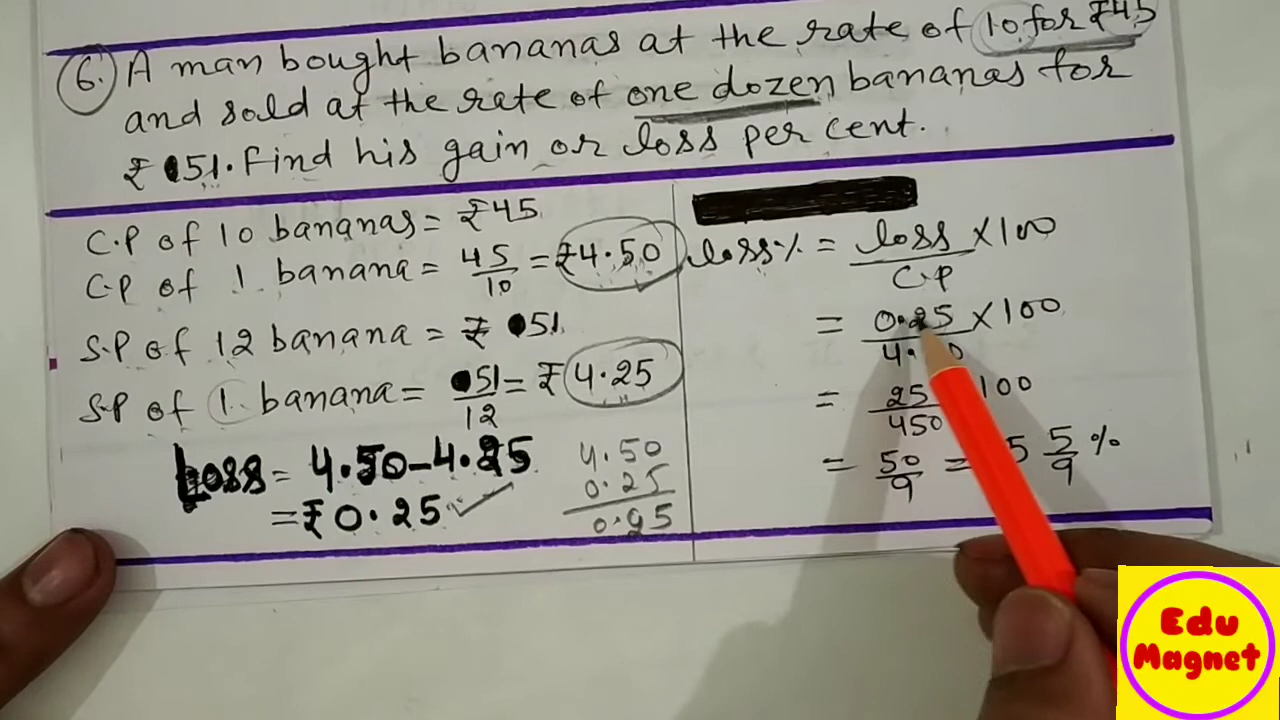 6. A man bought bananas at the rate of 10 for ₹45
and sold at the rate of one dozen bananas for
₹ 51. Find his gain or loss per cent.
C.P of 10 bananas = ₹45
C.P of 1 banana = 45/10 = ₹4.50
S.P of 12 banana = ₹ 51
S.P of 1 banana = 51/12 = ₹4.25
Loss = 4.50-4.25
= ₹0.25
4.50
0.25
loss% = loss/C.P × 100
= 0.25/4. 0 × 100
= 25/450 100
= 50/9 = 5 5/9 %
Edu
Magnet